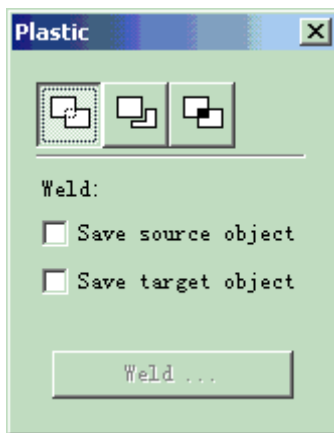 Plastic
Weld:
Save source object
Save target object
Weld ...